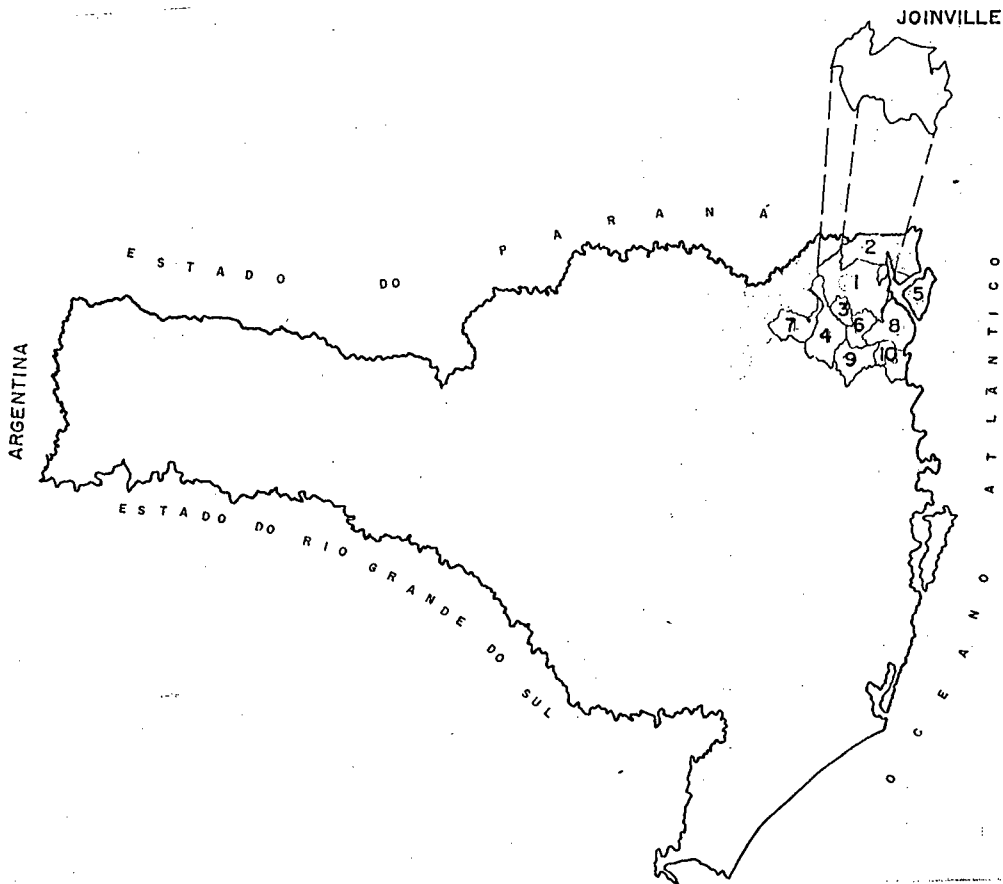 JOINVILLE
ESTADO DO PARANÁ
2
1
5
3
7
4
6
8
9
10
ARGENTINA
OCEANO ATLÂNTICO
ESTADO DO RIO GRANDE DO SUL